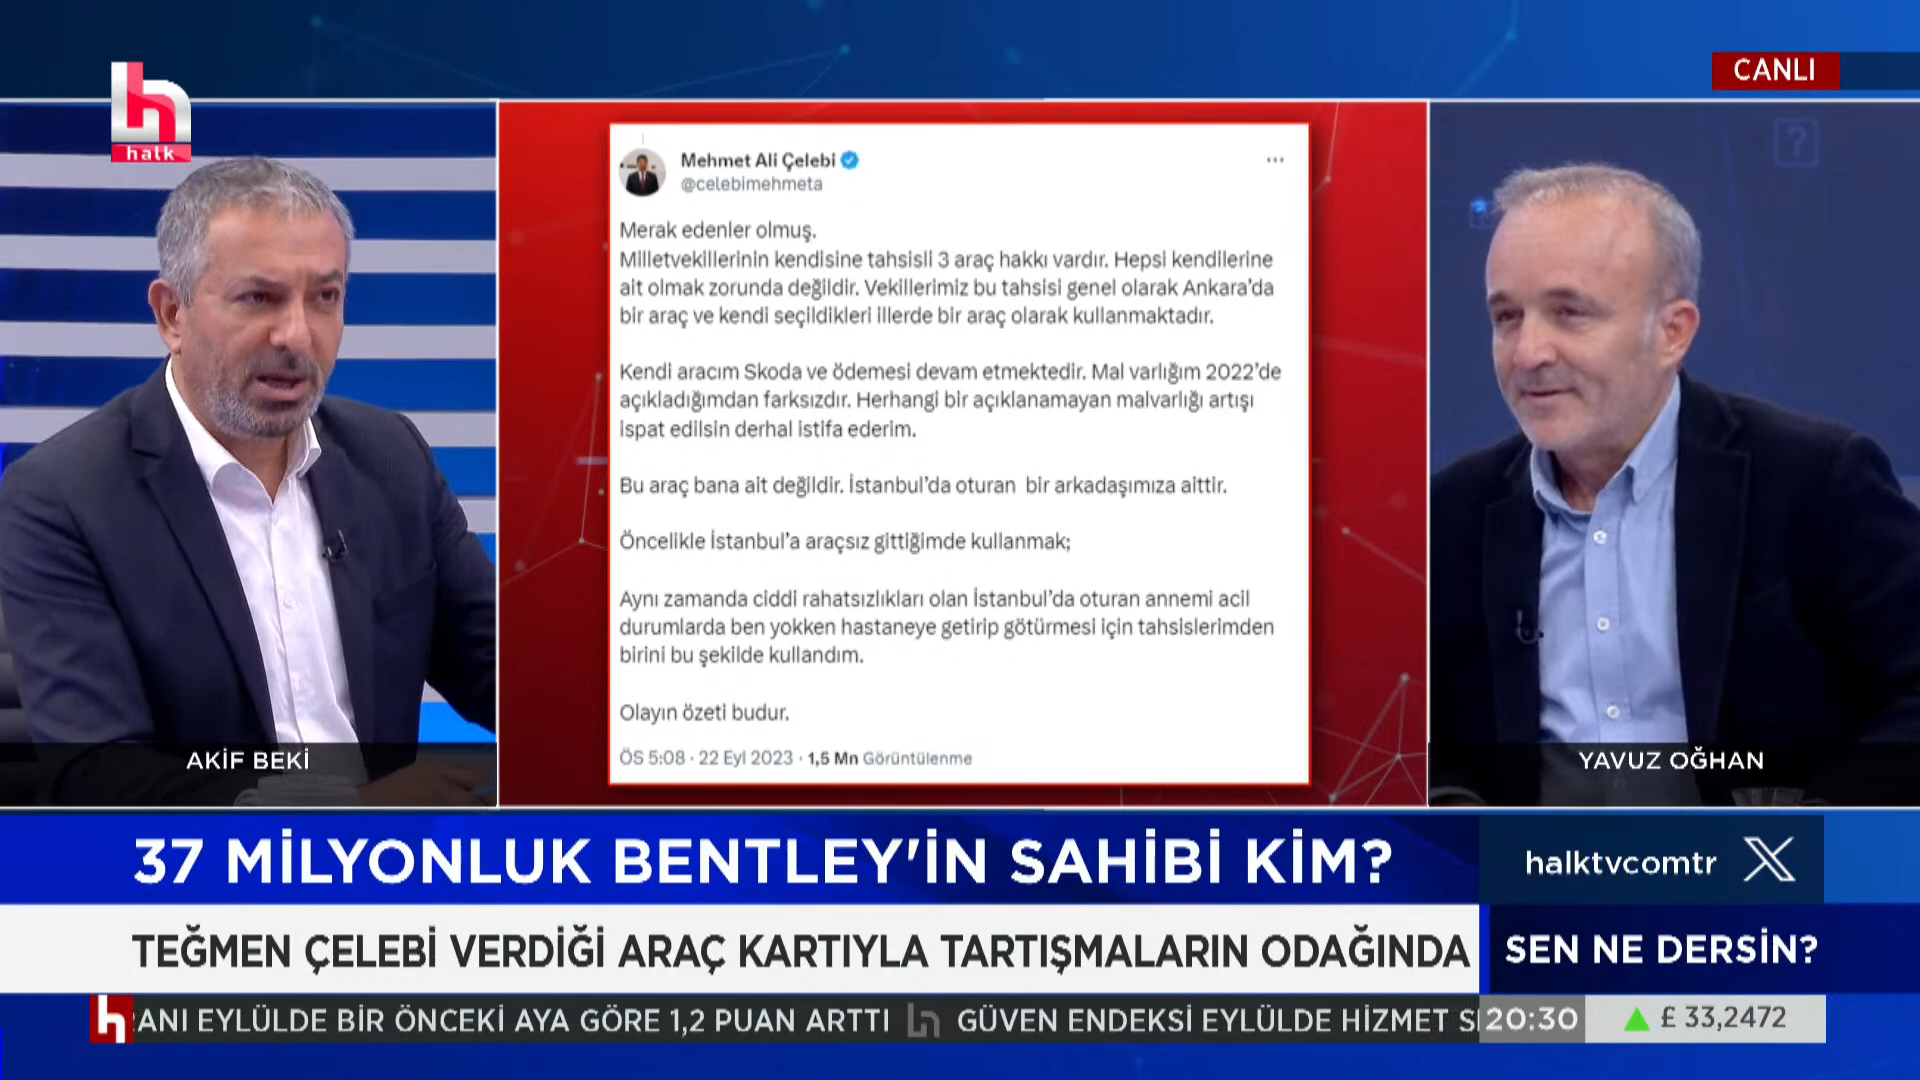 h
halk
CANLI
Mehmet Ali Çelebi
@celebimehmeta
Merak edenler olmuş.
Milletvekillerinin kendisine tahsisli 3 araç hakkı vardır. Hepsi kendilerine
ait olmak zorunda değildir. Vekillerimiz bu tahsisi genel olarak Ankara'da
bir araç ve kendi seçildikleri illerde bir araç olarak kullanmaktadır.
Kendi aracım Skoda ve ödemesi devam etmektedir. Mal varlığım 2022'de
açıkladığımdan farksızdır. Herhangi bir açıklanamayan malvarlığı artışı
ispat edilsin derhal istifa ederim.
Bu araç bana ait değildir. İstanbul'da oturan bir arkadaşımıza aittir.
Öncelikle İstanbul'a araçsız gittiğimde kullanmak;
Aynı zamanda ciddi rahatsızlıkları olan İstanbul'da oturan annemi acil
durumlarda ben yokken hastaneye getirip götürmesi için tahsislerimden
birini bu şekilde kullandım.
Olayın özeti budur.
ÖS 5:08 · 22 Eyl 2023 · 1,5 Mn Görüntülenme
AKİF BEKİ
YAVUZ OĞHAN
37 MİLYONLUK BENTLEY'İN SAHİBİ KİM?
halktvcomtr X
TEĞMEN ÇELEBİ VERDİĞİ ARAÇ KARTIYLA TARTIŞMALARIN ODAĞINDA
SEN NE DERSİN?
h ANI EYLÜLDE BİR ÖNCEKİ AYA GÖRE 1,2 PUAN ARTTI h GÜVEN ENDEKSİ EYLÜLDE HİZMET 20:30 £ 33,2472